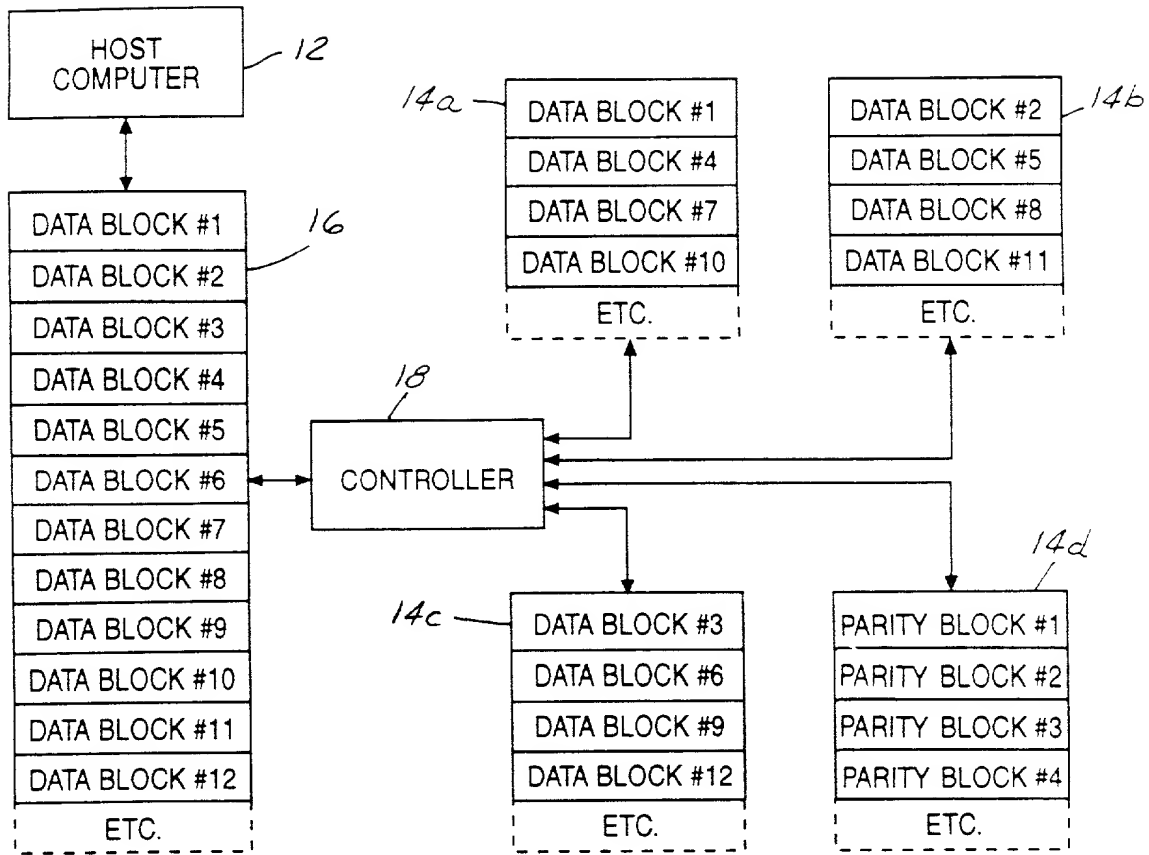 HOST
COMPUTER
12
DATA BLOCK #1
DATA BLOCK #2
DATA BLOCK #3
DATA BLOCK #4
DATA BLOCK #5
DATA BLOCK #6
DATA BLOCK #7
DATA BLOCK #8
DATA BLOCK #9
DATA BLOCK #10
DATA BLOCK #11
DATA BLOCK #12
ETC.
16
18
CONTROLLER
14a
DATA BLOCK #1
DATA BLOCK #4
DATA BLOCK #7
DATA BLOCK #10
ETC.
14b
DATA BLOCK #2
DATA BLOCK #5
DATA BLOCK #8
DATA BLOCK #11
ETC.
14c
DATA BLOCK #3
DATA BLOCK #6
DATA BLOCK #9
DATA BLOCK #12
14d
PARITY BLOCK #1
PARITY BLOCK #2
PARITY BLOCK #3
PARITY BLOCK #4
ETC.
ETC.